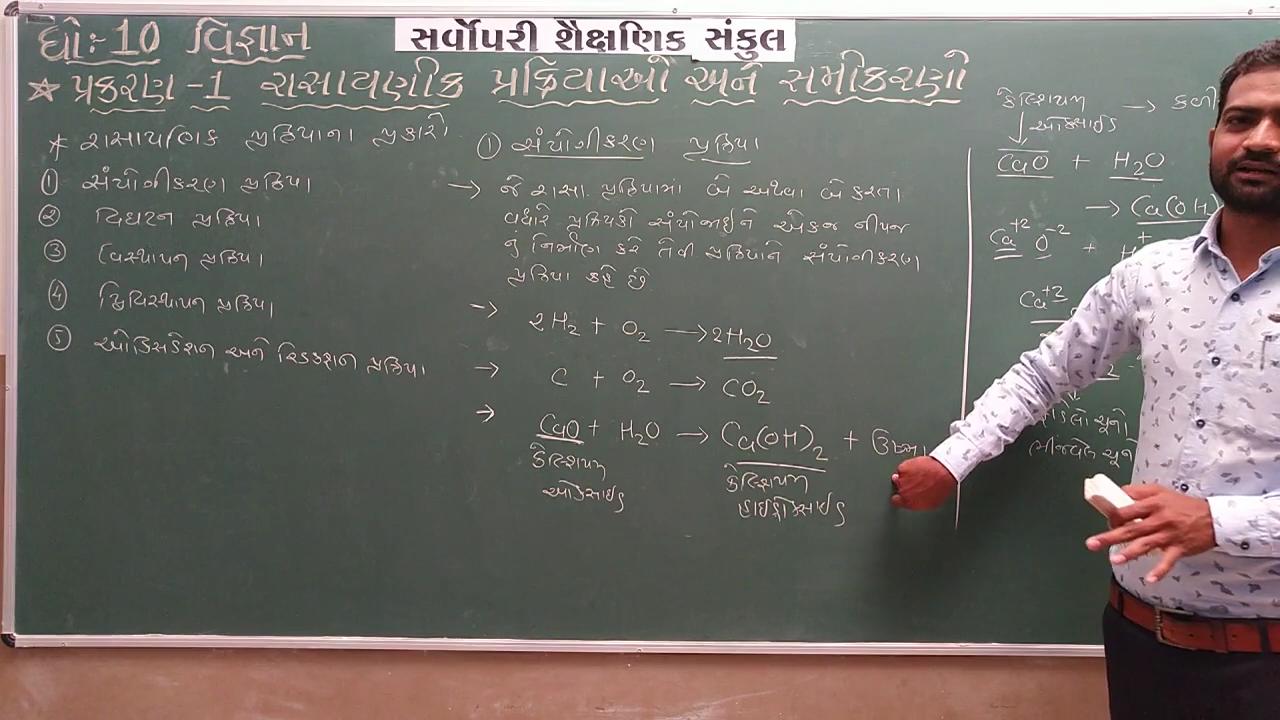 ધો:- 10 વિજ્ઞાન
સર્વોપરી શૈક્ષણિક સંકુલ
* પ્રકરણ - 1 રાસાયણીક પ્રક્રિયાઓ અને સમીકરણો
* રાસાયણિક પ્રક્રિયાના પ્રકારો
① સંયોગીકરણ પ્રક્રિયા
② વિઘટન પ્રક્રિયા
③ વિસ્થાપન પ્રક્રિયા
④ દ્વિવિસ્થાપન પ્રક્રિયા
⑤ ઓક્સિડેશન અને રિડક્શન પ્રક્રિયા
① સંયોગીકરણ પ્રક્રિયા
→ જે રાસા. પ્રક્રિયામાં બે અથવા બે કરતા
વધારે પ્રક્રિયકો સંયોજાઈને એકજ નીપજ
નું નિર્માણ કરે તેવી પ્રક્રિયાને સંયોગીકરણ
પ્રક્રિયા કહે છે
→ 2H₂ + O₂ → 2H₂O
→ C + O₂ → CO₂
→ CaO + H₂O → Ca(OH)₂ + ઉષ્મા
કેલ્શિયમ કેલ્શિયમ
ઓક્સાઈડ હાઈડ્રોક્સાઈડ
કેલ્શિયમ → કળી
ઓક્સાઈડ
CaO + H₂O
→ Ca(OH)
Ca⁺² O⁻² + H⁺
Ca⁺²
ચૂનો
ભીંજવેલ ચૂનો